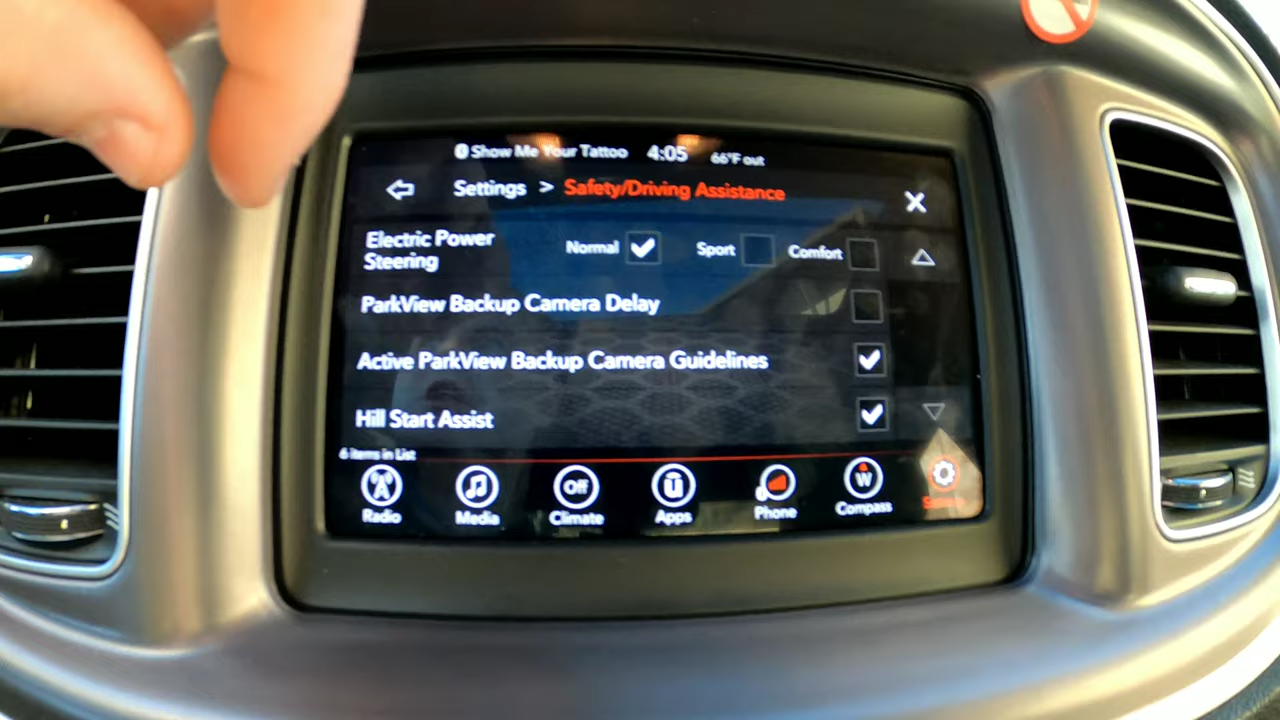 Show Me Your Tattoo 4:05 66°F out
Settings > Safety/Driving Assistance
Electric Power
Steering
Normal Sport Comfort
ParkView Backup Camera Delay
Active ParkView Backup Camera Guidelines
Hill Start Assist
6 items in List
Off W
Radio Media Climate Apps Phone Compass